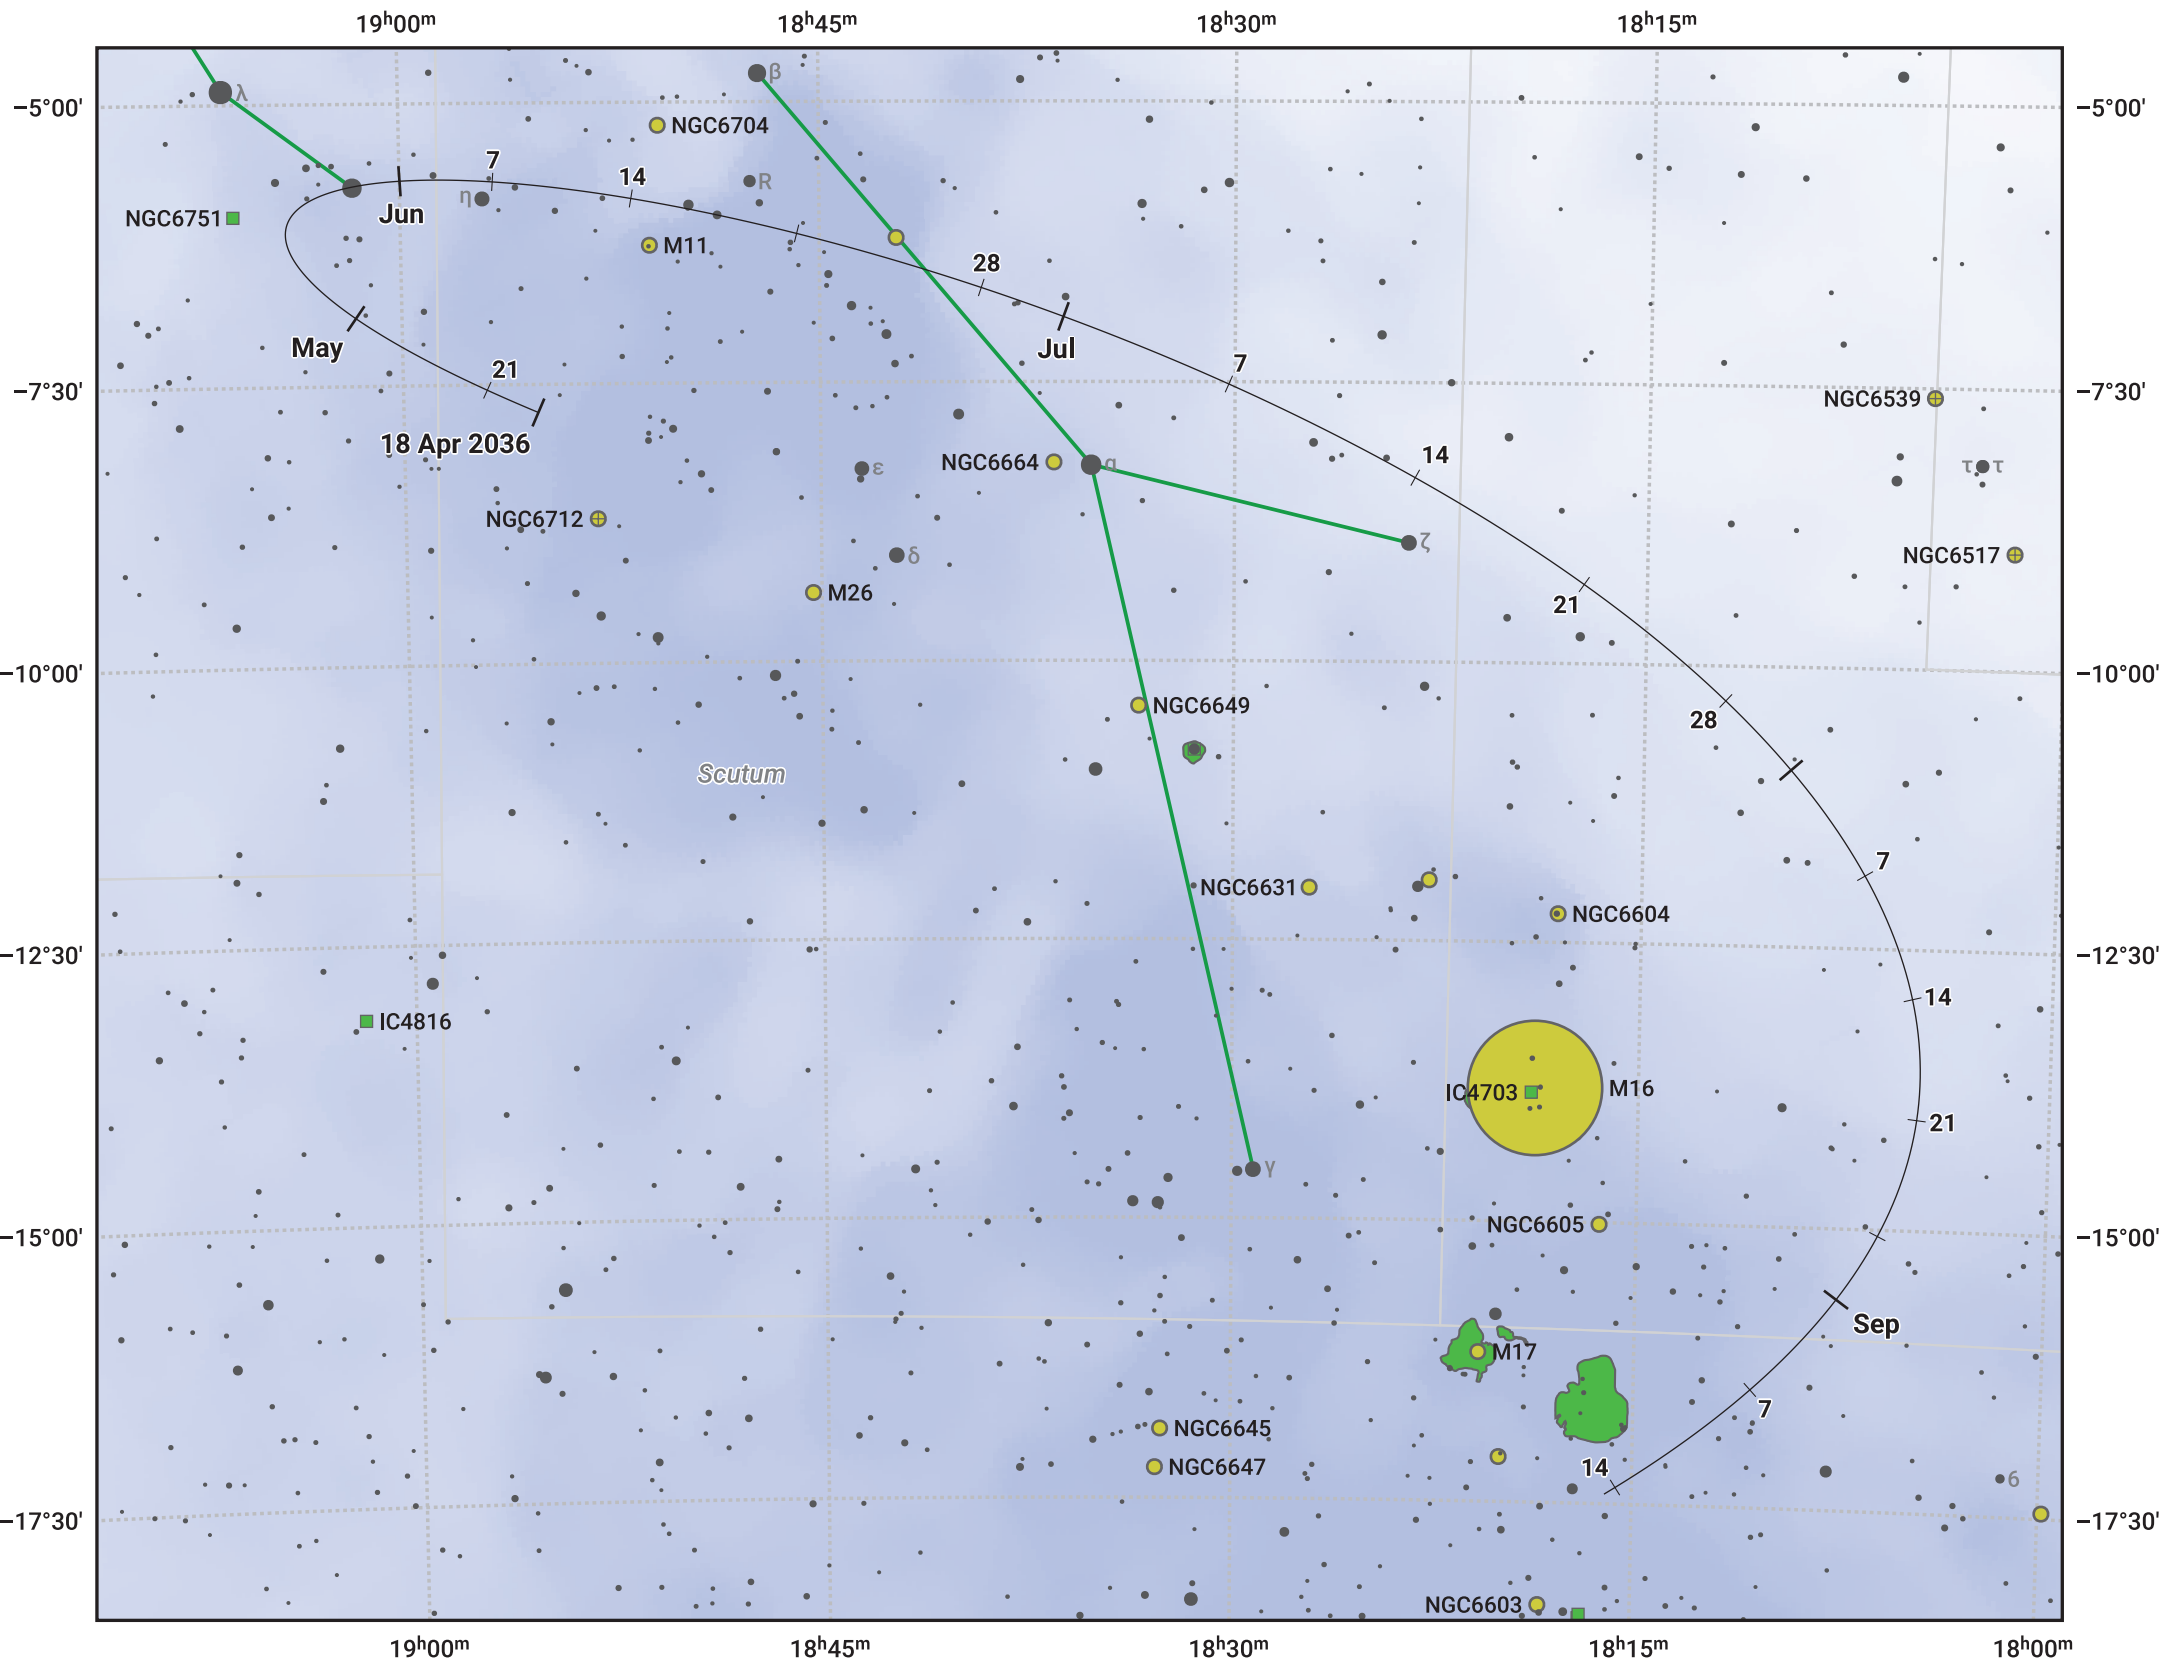 19ʰ00ᵐ 18ʰ45ᵐ 18ʰ30ᵐ 18ʰ15ᵐ
β
λ
−5°00' −5°00'
NGC6704
7
14 R
η
Jun
NGC6751
M11
28
May
Jul
21 7
−7°30' −7°30'
NGC6539
18 Apr 2036
14
NGC6664 α
ε τ τ
NGC6712
ζ
δ NGC6517
M26
21
−10°00' −10°00'
NGC6649
28
Scutum
7
NGC6631
NGC6604
−12°30' −12°30'
14
IC4816
IC4703 M16
21
γ
NGC6605
−15°00' −15°00'
Sep
M17
7
NGC6645
NGC6647 14
6
−17°30' −17°30'
NGC6603
19ʰ00ᵐ 18ʰ45ᵐ 18ʰ30ᵐ 18ʰ15ᵐ 18ʰ00ᵐ